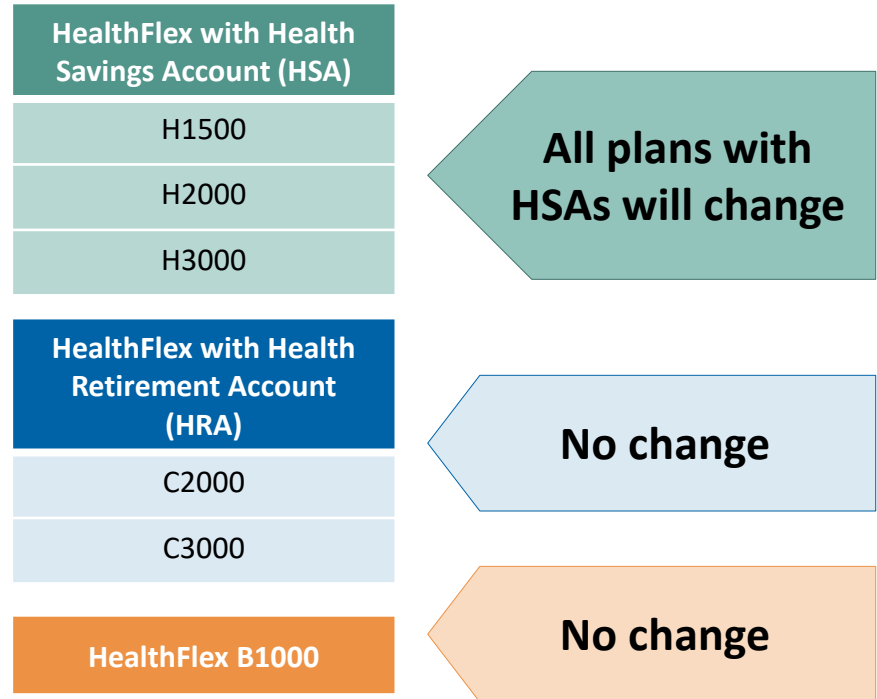 HealthFlex with Health
Savings Account (HSA)
H1500
H2000
H3000
All plans with
HSAs will change
HealthFlex with Health
Retirement Account
(HRA)
C2000
C3000
No change
HealthFlex B1000
No change